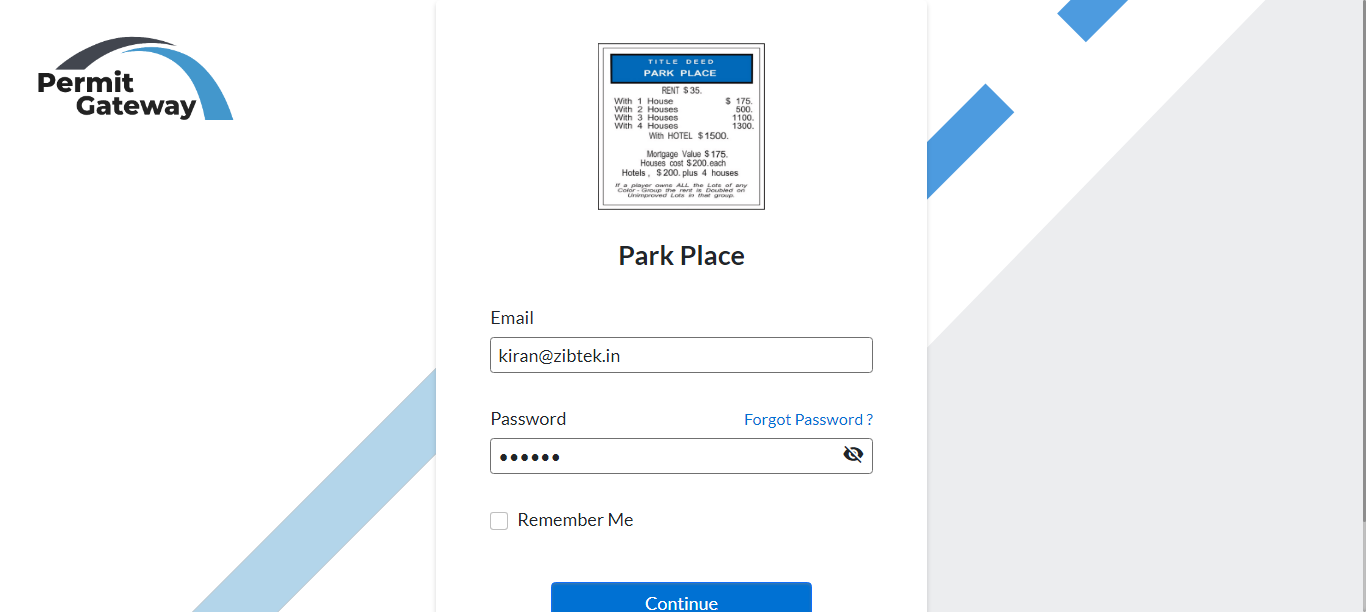 Permit
Gateway
TITLE DEED
PARK PLACE
RENT $35.
With 1 House $ 175.
With 2 Houses 500.
With 3 Houses 1100.
With 4 Houses 1300.
With HOTEL $1500.
Mortgage Value $175.
Houses cost $200. each
Hotels, $200. plus 4 houses
If a player owns ALL the Lots of any
Color-Group the rent is Doubled on
Unimproved Lots in that group.
Park Place
Email
kiran@zibtek.in
Password Forgot Password ?
Remember Me
Continue